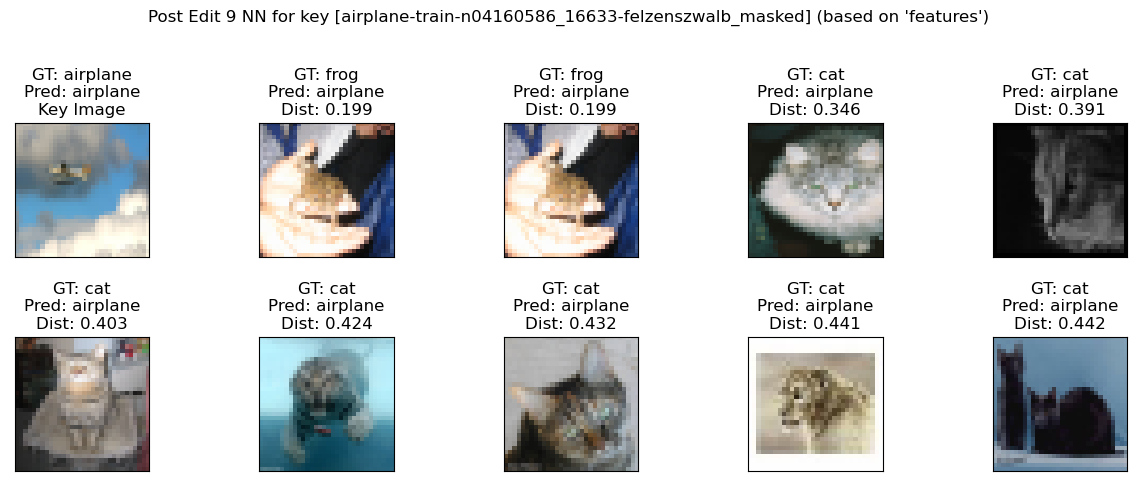 Post Edit 9 NN for key [airplane-train-n04160586_16633-felzenszwalb_masked] (based on 'features')
GT: airplane
Pred: airplane
Key Image
GT: frog
Pred: airplane
Dist: 0.199
GT: frog
Pred: airplane
Dist: 0.199
GT: cat
Pred: airplane
Dist: 0.346
GT: cat
Pred: airplane
Dist: 0.391
GT: cat
Pred: airplane
Dist: 0.403
GT: cat
Pred: airplane
Dist: 0.424
GT: cat
Pred: airplane
Dist: 0.432
GT: cat
Pred: airplane
Dist: 0.441
GT: cat
Pred: airplane
Dist: 0.442